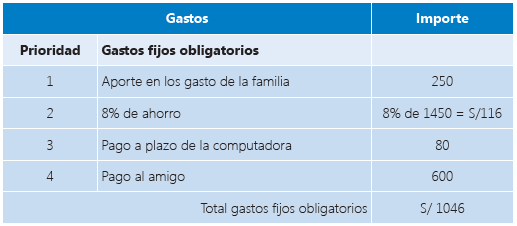 Gastos Importe
Prioridad Gastos fijos obligatorios
1 Aporte en los gasto de la familia 250
2 8% de ahorro 8% de 1450 = S/116
3 Pago a plazo de la computadora 80
4 Pago al amigo 600
Total gastos fijos obligatorios S/ 1046